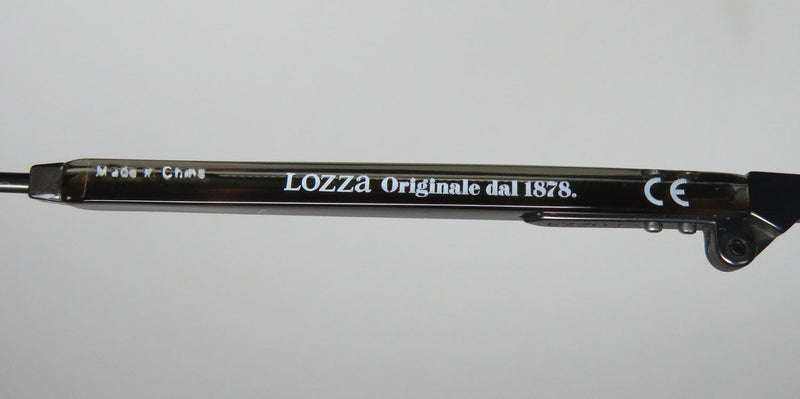 Made in China
LOZZA Originale dal 1878.
CE